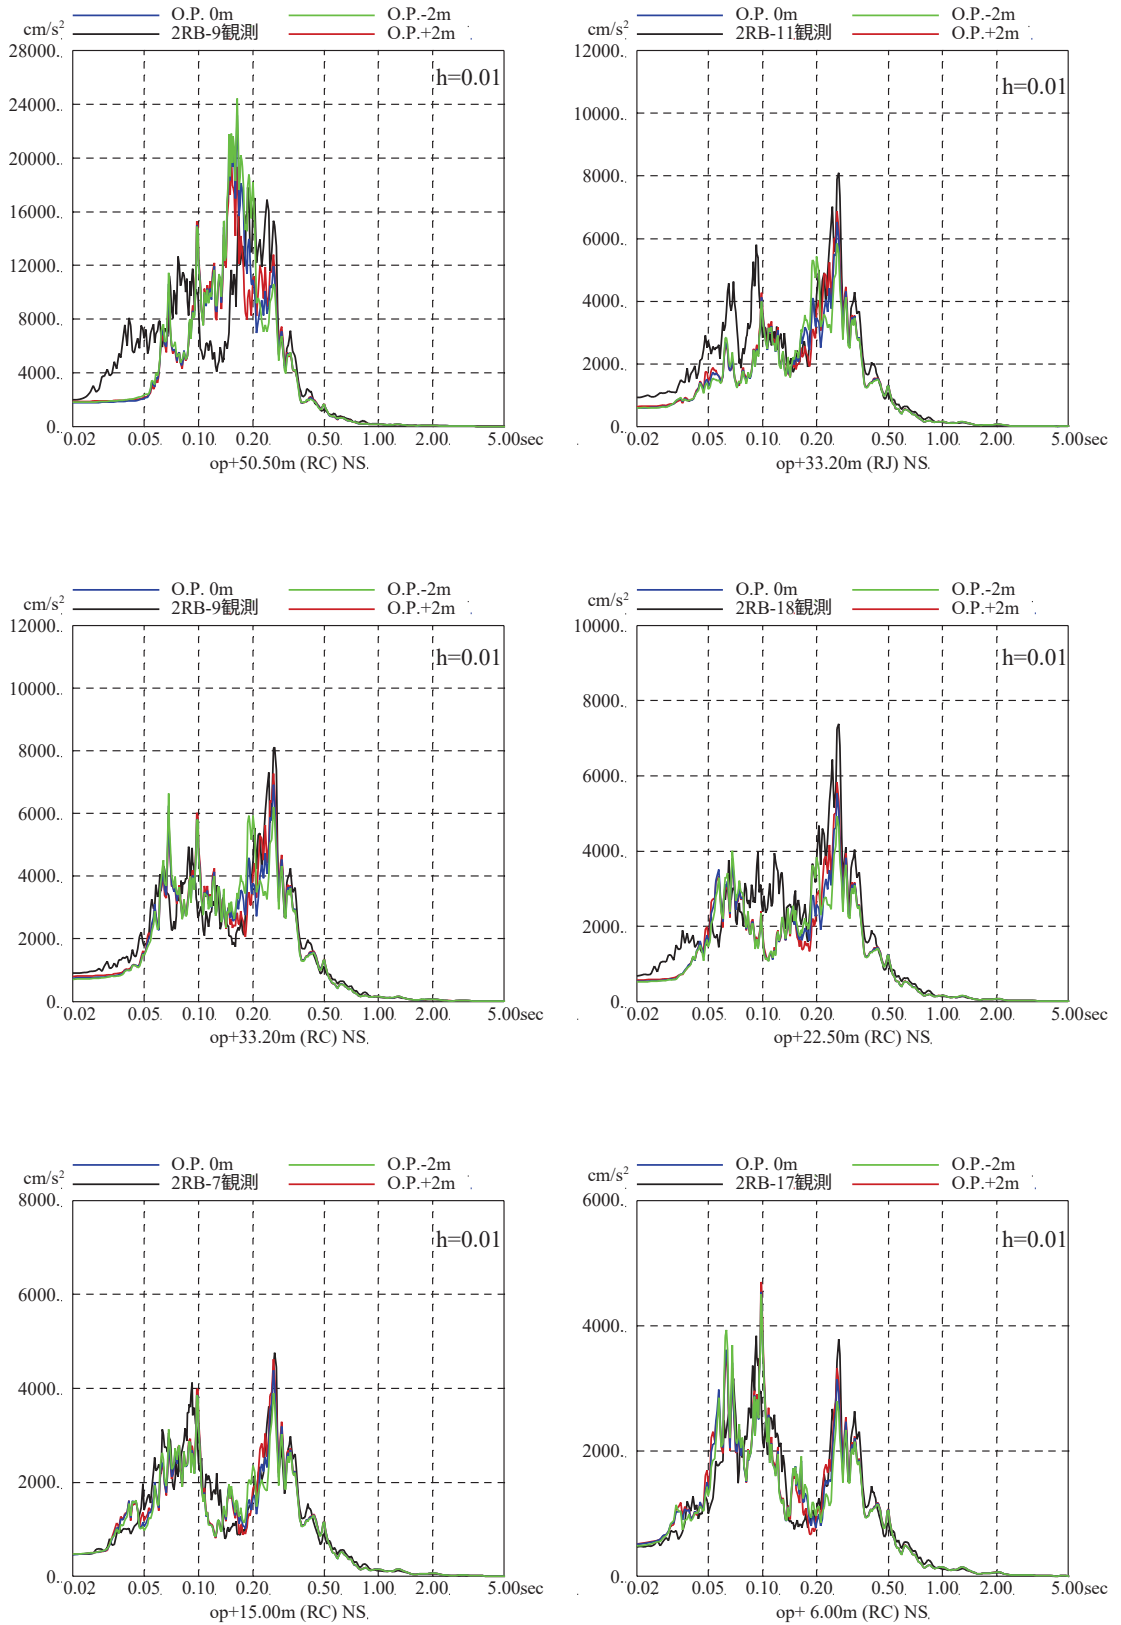 O.P. 0m O.P.-2m
cm/s2 2RB-9観測 O.P.+2m
28000.
h=0.01
24000.
20000.
16000.
12000.
8000.
4000.
0.
0.02 0.05 0.10 0.20 0.50 1.00 2.00 5.00sec
op+50.50m (RC) NS
O.P. 0m O.P.-2m
cm/s2 2RB-11観測 O.P.+2m
12000.
h=0.01
10000.
8000.
6000.
4000.
2000.
0.
0.02 0.05 0.10 0.20 0.50 1.00 2.00 5.00sec
op+33.20m (RJ) NS
O.P. 0m O.P.-2m
cm/s2 2RB-9観測 O.P.+2m
12000.
h=0.01
10000.
8000.
6000.
4000.
2000.
0.
0.02 0.05 0.10 0.20 0.50 1.00 2.00 5.00sec
op+33.20m (RC) NS
O.P. 0m O.P.-2m
cm/s2 2RB-18観測 O.P.+2m
10000.
h=0.01
8000.
6000.
4000.
2000.
0.
0.02 0.05 0.10 0.20 0.50 1.00 2.00 5.00sec
op+22.50m (RC) NS
O.P. 0m O.P.-2m
cm/s2 2RB-7観測 O.P.+2m
8000.
h=0.01
6000.
4000.
2000.
0.
0.02 0.05 0.10 0.20 0.50 1.00 2.00 5.00sec
op+15.00m (RC) NS
O.P. 0m O.P.-2m
cm/s2 2RB-17観測 O.P.+2m
6000.
h=0.01
4000.
2000.
0.
0.02 0.05 0.10 0.20 0.50 1.00 2.00 5.00sec
op+ 6.00m (RC) NS